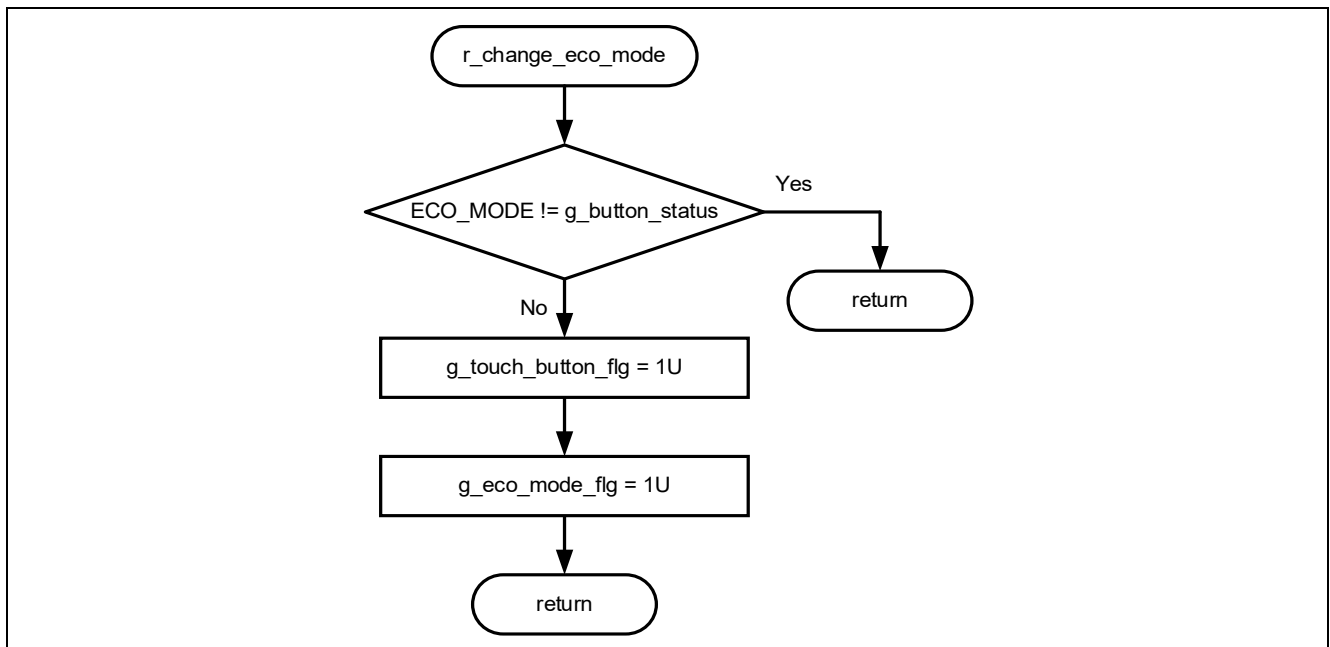 r_change_eco_mode
Yes
ECO_MODE != g_button_status
return
No
g_touch_button_flg = 1U
g_eco_mode_flg = 1U
return